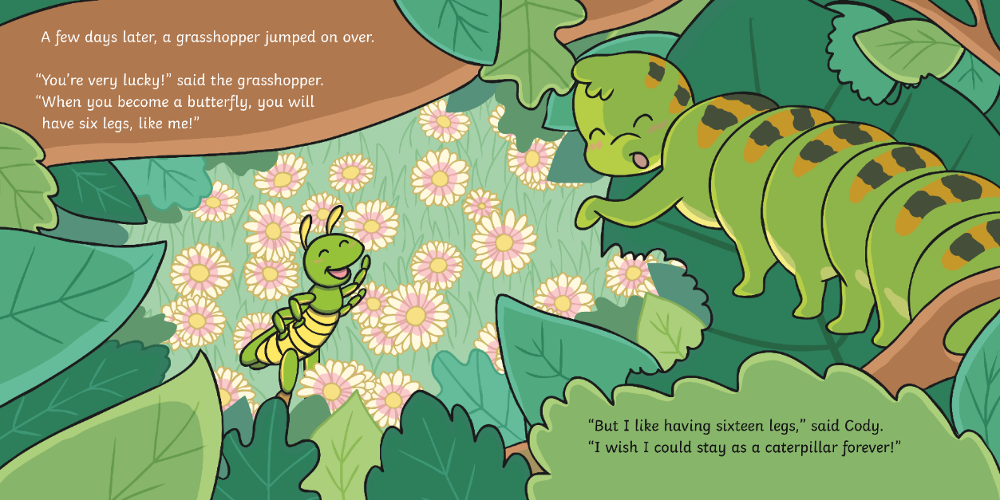 A few days later, a grasshopper jumped on over.
“You’re very lucky!” said the grasshopper.
“When you become a butterfly, you will
have six legs, like me!”
“But I like having sixteen legs,” said Cody.
“I wish I could stay as a caterpillar forever!”